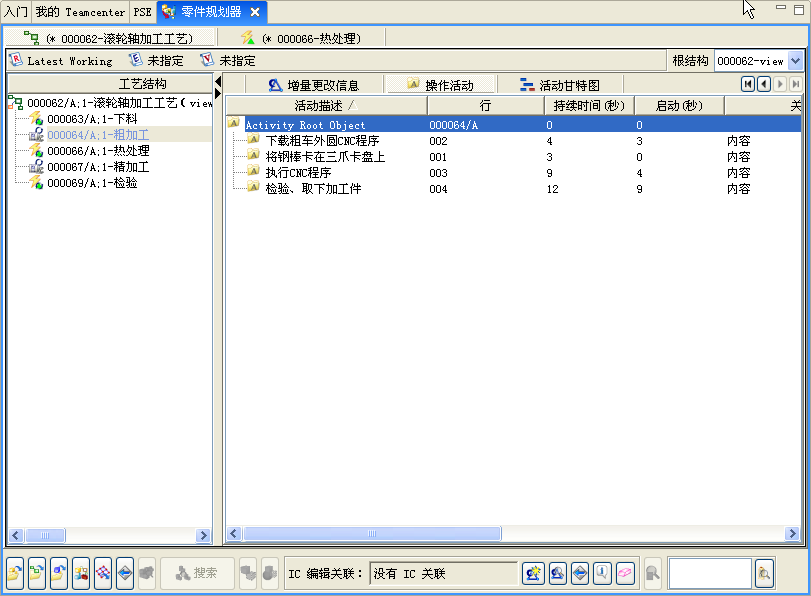 入门 我的 Teamcenter PSE 零件规划器
(* 000062-滚轮轴加工工艺) (* 000066-热处理)
Latest Working 未指定 未指定 根结构 000062-view
工艺结构
000062/A;1-滚轮轴加工工艺( view
000063/A;1-下料
000064/A;1-粗加工
000066/A;1-热处理
000067/A;1-精加工
000069/A;1-检验
增量更改信息 操作活动 活动甘特图
活动描述 行 持续时间(秒) 启动(秒) 关
Activity Root Object 000064/A 0 0
下载粗车外圆CNC程序 002 4 3 内容
将钢棒卡在三爪卡盘上 001 3 0 内容
执行CNC程序 003 9 4 内容
检验、取下加工件 004 12 9 内容
搜索 IC 编辑关联： 没有 IC 关联